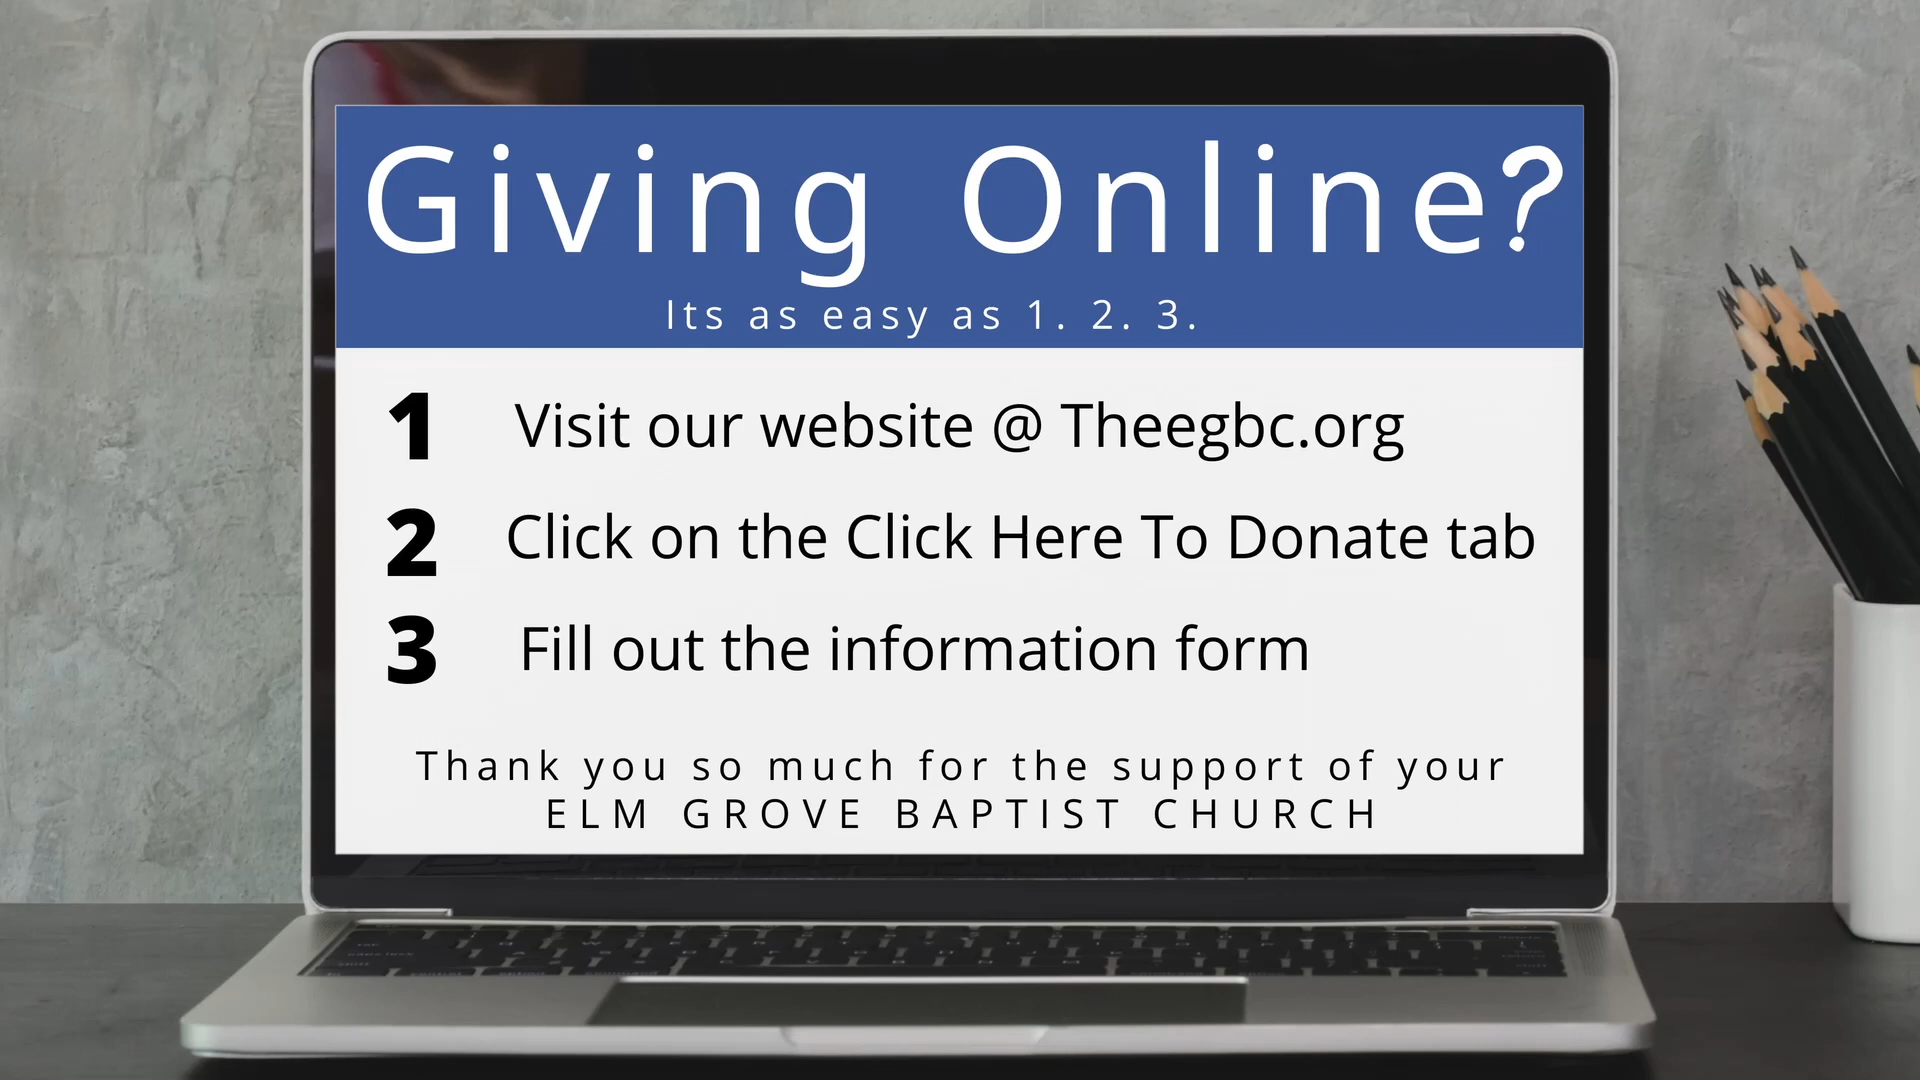 Giving Online?
Its as easy as 1. 2. 3.
1 Visit our website @ Theegbc.org
2 Click on the Click Here To Donate tab
3 Fill out the information form
Thank you so much for the support of your
ELM GROVE BAPTIST CHURCH